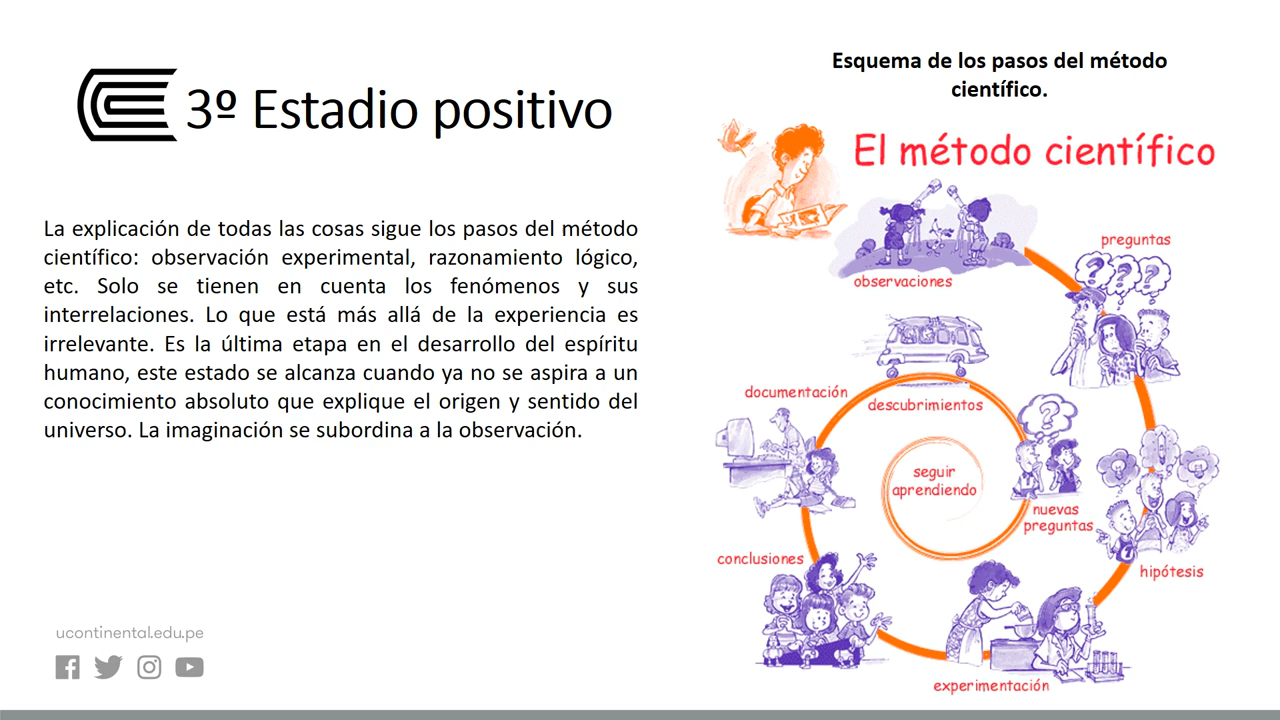 3º Estadio positivo
La explicación de todas las cosas sigue los pasos del método
científico: observación experimental, razonamiento lógico,
etc. Solo se tienen en cuenta los fenómenos y sus
interrelaciones. Lo que está más allá de la experiencia es
irrelevante. Es la última etapa en el desarrollo del espíritu
humano, este estado se alcanza cuando ya no se aspira a un
conocimiento absoluto que explique el origen y sentido del
universo. La imaginación se subordina a la observación.
ucontinental.edu.pe
Esquema de los pasos del método
científico.
El método científico
observaciones
preguntas
hipótesis
experimentación
conclusiones
documentación
descubrimientos
nuevas
preguntas
seguir
aprendiendo